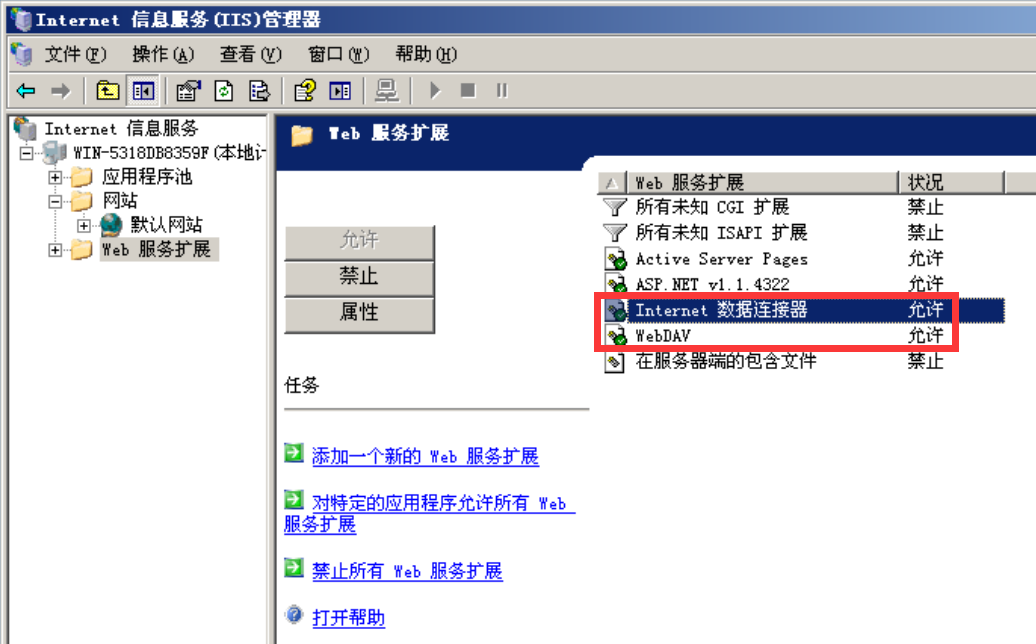 Internet 信息服务(IIS)管理器
文件(F) 操作(A) 查看(V) 窗口(W) 帮助(H)
Internet 信息服务
WIN-5318DB8359F(本地计
应用程序池
网站
默认网站
Web 服务扩展
Web 服务扩展
允许
禁止
属性
任务
添加一个新的 Web 服务扩展
对特定的应用程序允许所有 Web
服务扩展
禁止所有 Web 服务扩展
打开帮助
Web 服务扩展 状况
所有未知 CGI 扩展 禁止
所有未知 ISAPI 扩展 禁止
Active Server Pages 允许
ASP.NET v1.1.4322 允许
Internet 数据连接器 允许
WebDAV 允许
在服务器端的包含文件 禁止